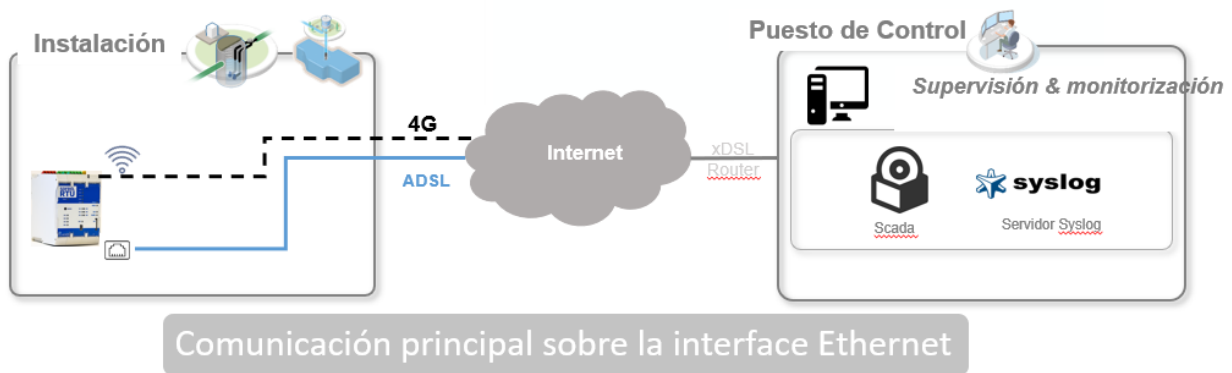 Instalación
Puesto de Control
Supervisión & monitorización
4G
ADSL
Internet
xDSL
Router
RTU
syslog
Scada
Servidor Syslog
Comunicación principal sobre la interface Ethernet